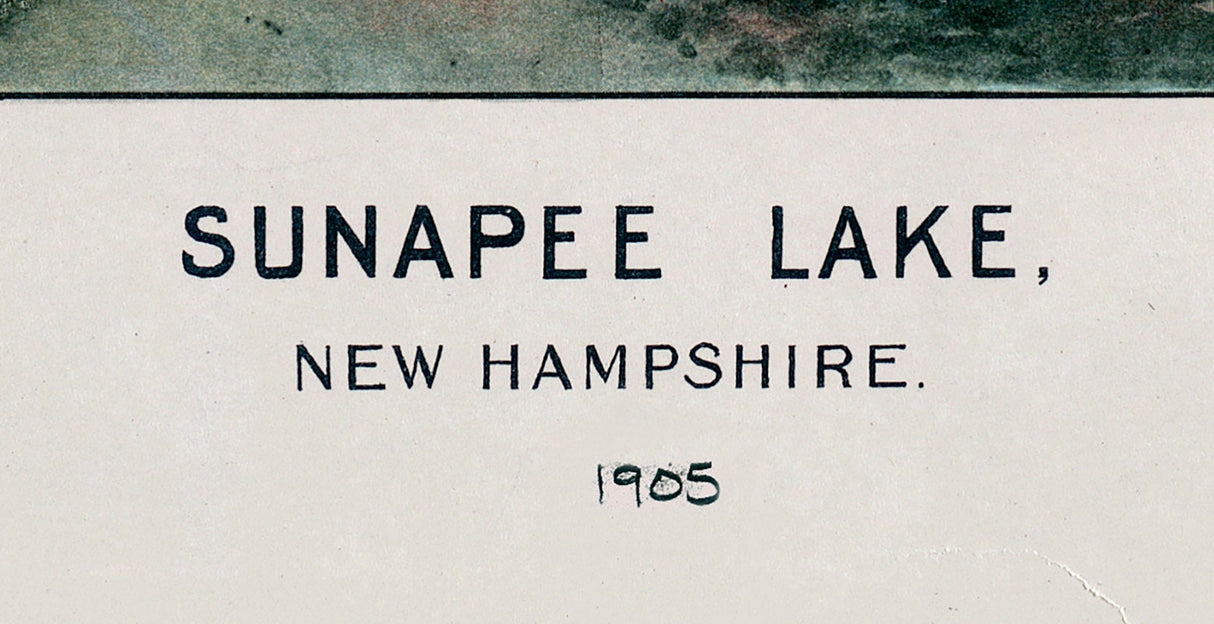 SUNAPEE LAKE,
NEW HAMPSHIRE.
1905